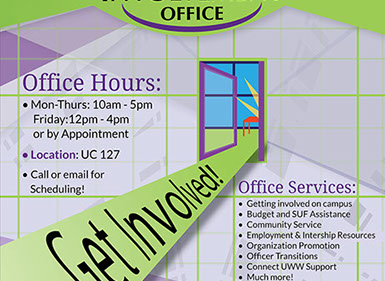 OFFICE
Office Hours:
• Mon-Thurs: 10am - 5pm
Friday:12pm - 4pm
or by Appointment
• Location: UC 127
• Call or email for
Scheduling!
Get Involved!
Office Services:
• Getting involved on campus
• Budget and SUF Assistance
• Community Service
• Employment & Intership Resources
• Organization Promotion
• Officer Transitions
• Connect UWW Support
• Much more!